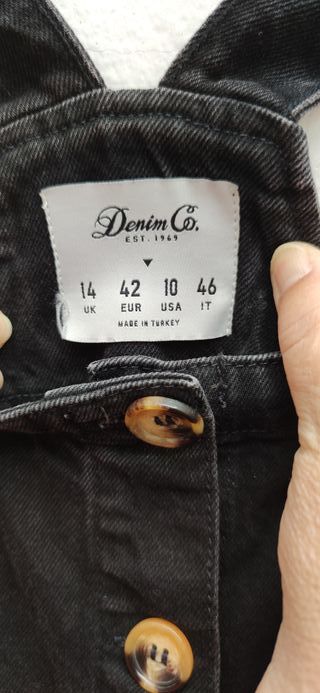 Denim Co.
EST. 1969
14 42 10 46
UK EUR USA IT
MADE IN TURKEY